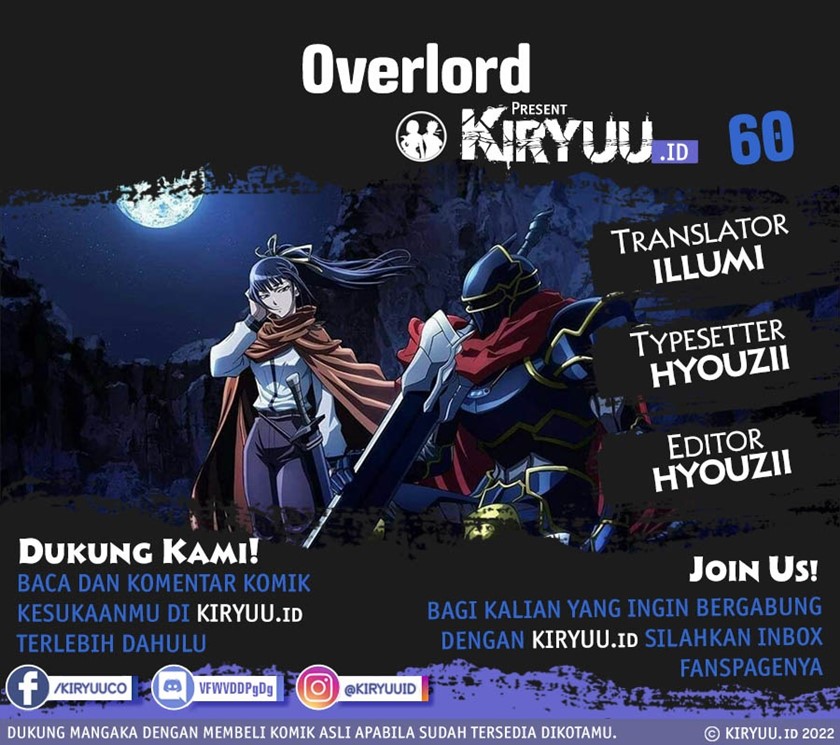 Overlord
PRESENT
KIRYUU.ID
60
TRANSLATOR
ILLUMI
TYPESETTER
HYOUZII
EDITOR
HYOUZII
DUKUNG KAMI!
BACA DAN KOMENTAR KOMIK
KESUKAANMU DI KIRYUU.ID
TERLEBIH DAHULU
JOIN US!
BAGI KALIAN YANG INGIN BERGABUNG
DENGAN KIRYUU.ID SILAHKAN INBOX
FANSPAGENYA
/KIRYUUCO
VFWVDDPgDg
@KIRYUUID
DUKUNG MANGAKA DENGAN MEMBELI KOMIK ASLI APABILA SUDAH TERSEDIA DIKOTAMU.
© KIRYUU.ID 2022